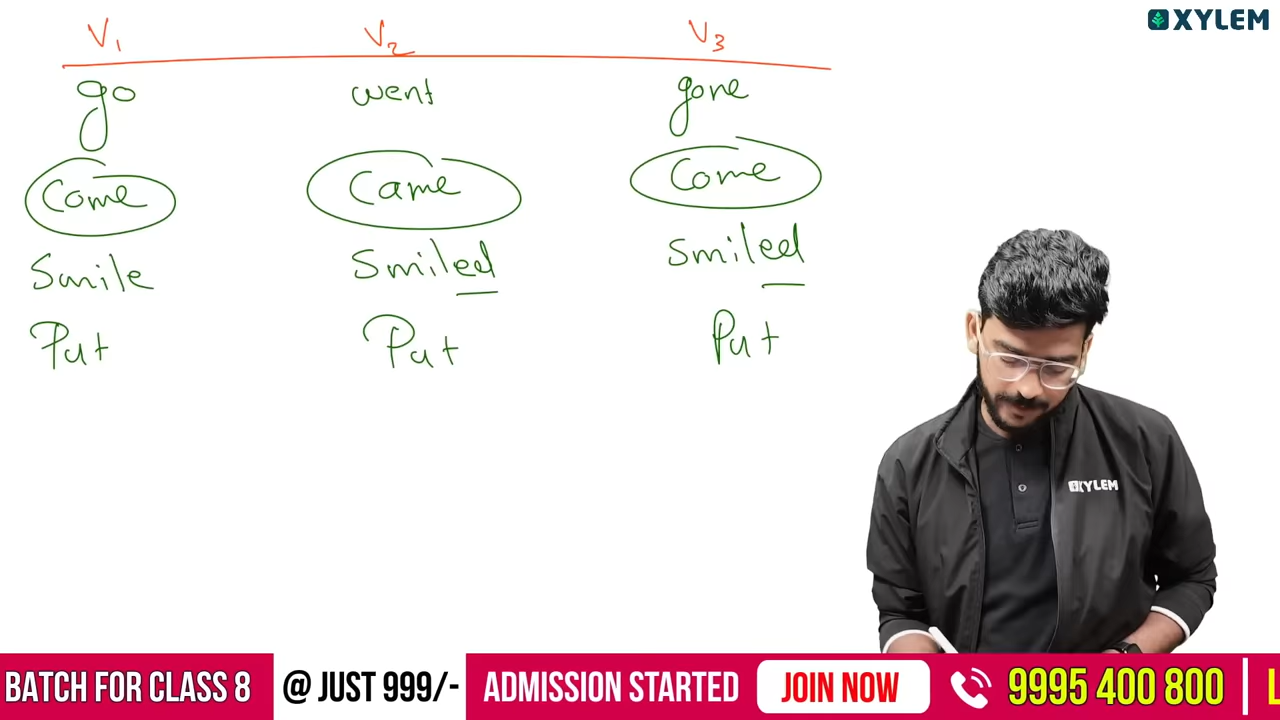 XYLEM
V1 V2 V3
go went gone
Come Came Come
Smile Smiled Smiled
Put Put Put
XYLEM
BATCH FOR CLASS 8 @ JUST 999/- ADMISSION STARTED JOIN NOW 9995 400 800 | L